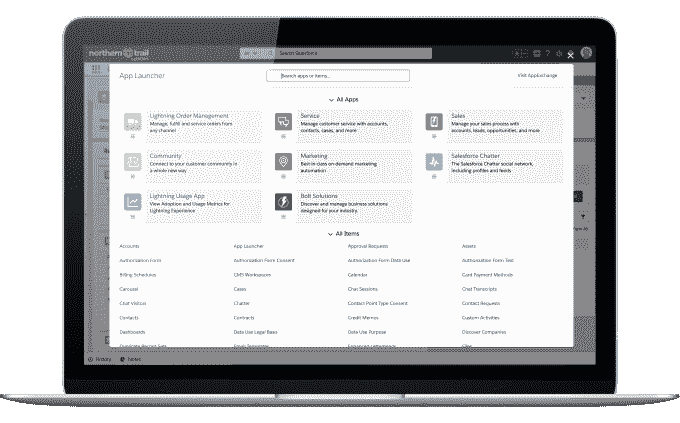 northern trail
Search Salesforce
App Launcher
Search apps or items...
Visit AppExchange
All Apps
Lightning Order Management
Manage, fulfill and service orders from
any channel
Service
Manage customer service with accounts,
contacts, cases, and more
Sales
Manage your sales process with
accounts, leads, opportunities, and more
Community
Connect to your customer community in
a whole new way
Marketing
Best-in-class on-demand marketing
automation
Salesforce Chatter
The Salesforce Chatter social network,
including profiles and feeds
Lightning Usage App
View Adoption and Usage Metrics for
Lightning Experience
Bolt Solutions
Discover and manage business solutions
designed for your industry.
All Items
Accounts
App Launcher
Approval Requests
Assets
Authorization Form
Authorization Form Consent
Authorization Form Data Use
Authorization Form Text
Billing Schedules
CMS Workspaces
Calendar
Card Payment Methods
Carousel
Cases
Chat Sessions
Chat Transcripts
Chat Visitors
Chatter
Contact Point Type Consent
Contact Requests
Contacts
Contracts
Credit Memos
Custom Activities
Dashboards
Data Use Legal Basis
Data Use Purpose
Discover Companies
Duplicate Record Sets
Email Templates
Enhanced Letterheads
Files
History
Notes